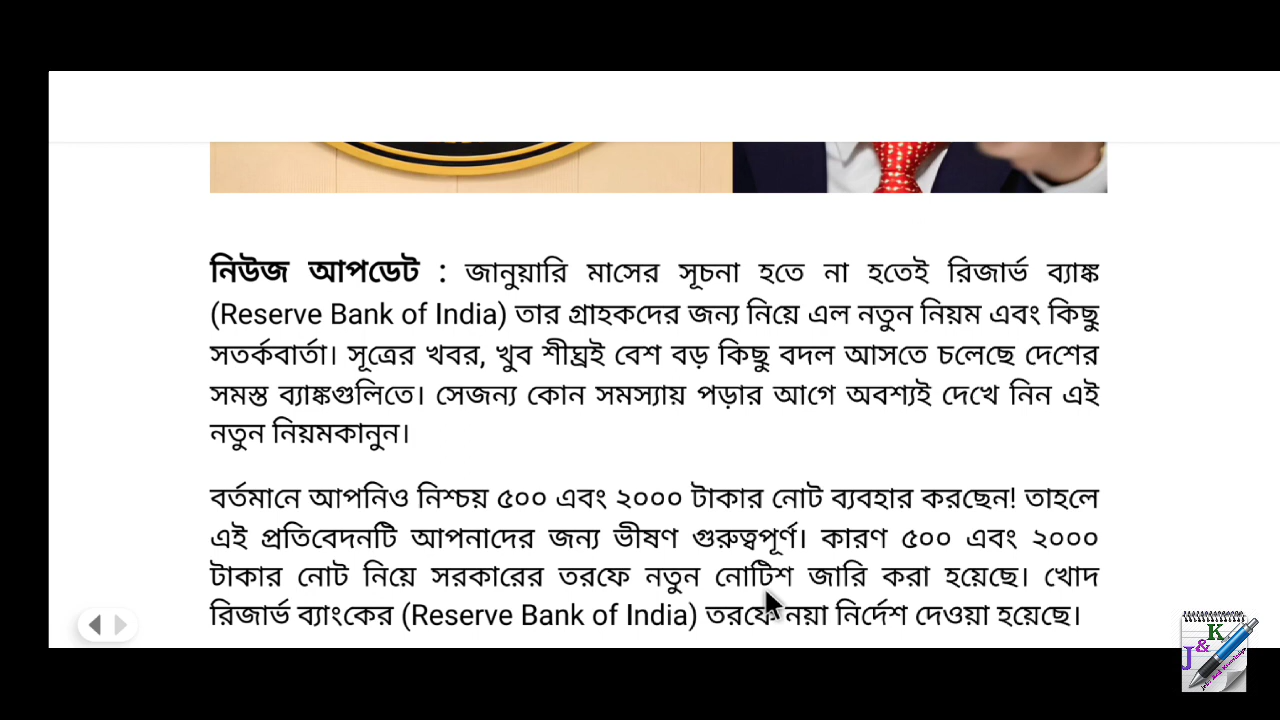 নিউজ আপডেট : জানুয়ারি মাসের সূচনা হতে না হতেই রিজার্ভ ব্যাঙ্ক
(Reserve Bank of India) তার গ্রাহকদের জন্য নিয়ে এল নতুন নিয়ম এবং কিছু
সতর্কবার্তা। সূত্রের খবর, খুব শীঘ্রই বেশ বড় কিছু বদল আসতে চলেছে দেশের
সমস্ত ব্যাঙ্কগুলিতে। সেজন্য কোন সমস্যায় পড়ার আগে অবশ্যই দেখে নিন এই
নতুন নিয়মকানুন।
বর্তমানে আপনিও নিশ্চয় ৫০০ এবং ২০০০ টাকার নোট ব্যবহার করছেন! তাহলে
এই প্রতিবেদনটি আপনাদের জন্য ভীষণ গুরুত্বপূর্ণ। কারণ ৫০০ এবং ২০০০
টাকার নোট নিয়ে সরকারের তরফে নতুন নোটিশ জারি করা হয়েছে। খোদ
রিজার্ভ ব্যাংকের (Reserve Bank of India) তরফে নয়া নির্দেশ দেওয়া হয়েছে।
J&K